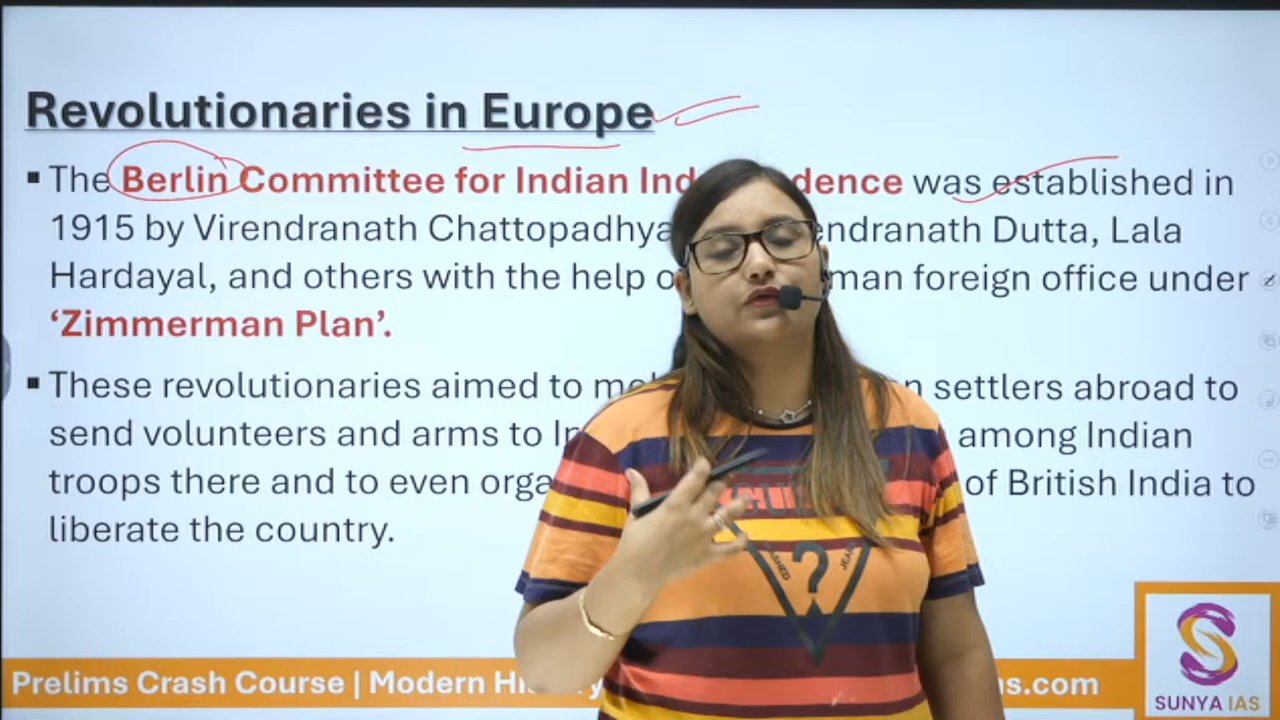 Revolutionaries in Europe
▪ The Berlin Committee for Indian Ind dence was established in
1915 by Virendranath Chattopadhya endranath Dutta, Lala
Hardayal, and others with the help o man foreign office under
‘Zimmerman Plan’.
▪ These revolutionaries aimed to settlers abroad to
send volunteers and arms to among Indian
troops there and to even orga of British India to
liberate the country.
?
Prelims Crash Course | Modern Hi
.com
SUNYA IAS